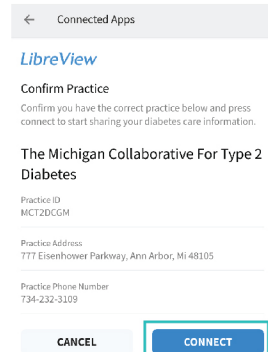 ← Connected Apps
LibreView
Confirm Practice
Confirm you have the correct practice below and press
connect to start sharing your diabetes care information.
The Michigan Collaborative For Type 2
Diabetes
Practice ID
MCT2DCGM
Practice Address
777 Eisenhower Parkway, Ann Arbor, Mi 48105
Practice Phone Number
734-232-3109
CANCEL
CONNECT